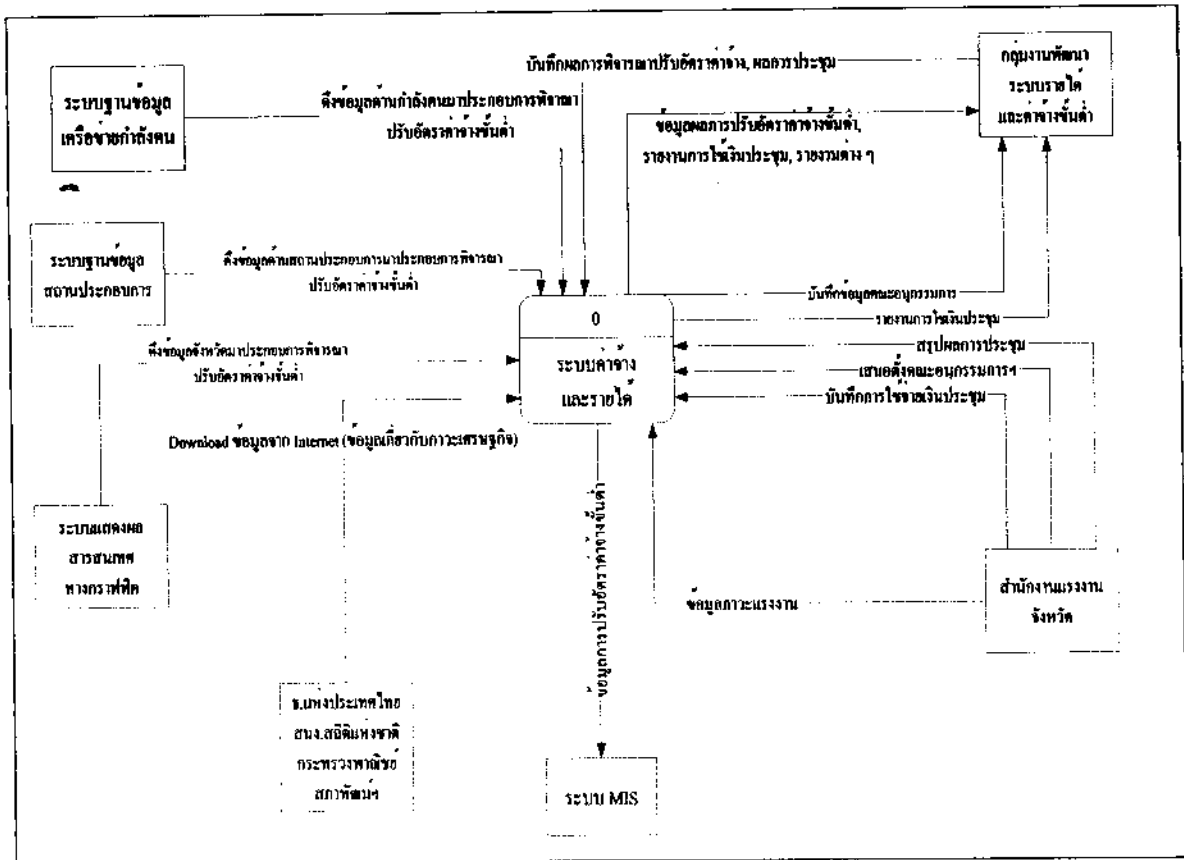 บันทึกผลการพิจารณาปรับอัตราค่าจ้าง, ผลการประชุม
กลุ่มงานพัฒนา
ระบบรายได้
และค่าจ้างขั้นต่ำ
ระบบฐานข้อมูล
เครือข่ายกำลังคน
ดึงข้อมูลด้านกำลังคนมาประกอบการพิจารณา
ปรับอัตราค่าจ้างขั้นต่ำ
ข้อมูลผลการปรับอัตราค่าจ้างขั้นต่ำ,
รายงานการใช้เงินประชุม, รายงานต่าง ๆ
ระบบฐานข้อมูล
สถานประกอบการ
ดึงข้อมูลด้านสถานประกอบการมาประกอบการพิจารณา
ปรับอัตราค่าจ้างขั้นต่ำ
บันทึกข้อมูลคณะอนุกรรมการ
รายงานการใช้เงินประชุม
0
ระบบค่าจ้าง
และรายได้
ดึงข้อมูลจังหวัดมาประกอบการพิจารณา
ปรับอัตราค่าจ้างขั้นต่ำ
สรุปผลการประชุม
เสนอตั้งคณะอนุกรรมการฯ
บันทึกการใช้จ่ายเงินประชุม
Download ข้อมูลจาก Internet (ข้อมูลเกี่ยวกับภาวะเศรษฐกิจ)
ข้อมูลการปรับอัตราค่าจ้างขั้นต่ำ
ระบบแสดงผล
สารสนเทศ
ทางกราฟฟิค
ข้อมูลภาวะแรงงาน
สำนักงานแรงงาน
จังหวัด
ธ.แห่งประเทศไทย
สนง.สถิติแห่งชาติ
กระทรวงพาณิชย์
สภาพัฒน์ฯ
ระบบ MIS